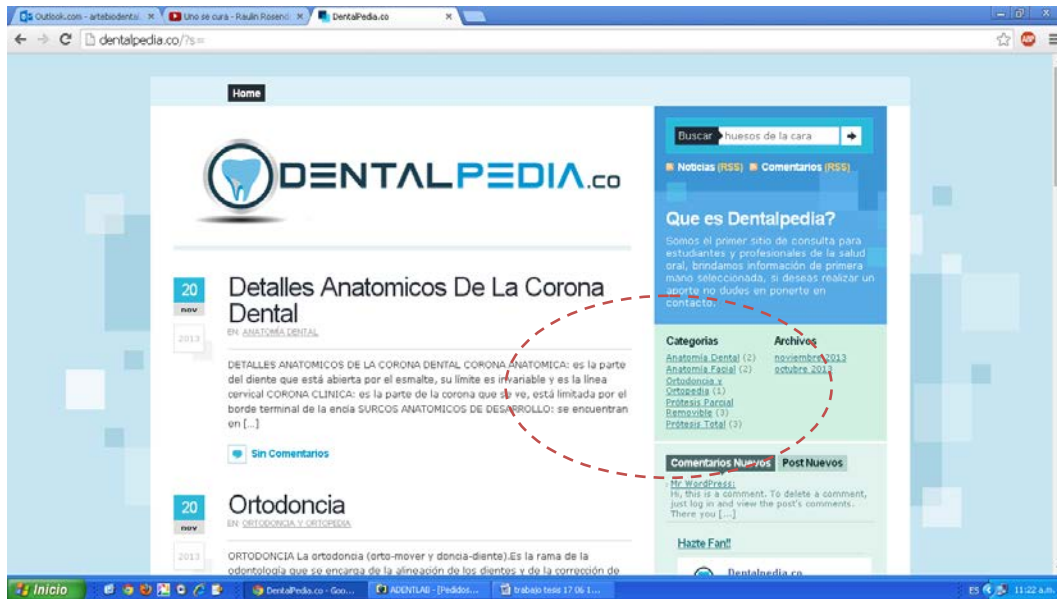 Outlook.com - artebiodental.
Uno se cura - Raulin Rosend
DentalPedia.co
dentalpedia.co/?s=
Home
DENTALPEDIA.co
Buscar
huesos de la cara
Noticias (RSS)
Comentarios (RSS)
Que es Dentalpedia?
Somos el primer sitio de consulta para
estudiantes y profesionales de la salud
oral, brindamos información de primera
mano seleccionada, si deseas realizar un
aporte no dudes en ponerte en
contacto.
20
nov
2013
Detalles Anatomicos De La Corona
Dental
EN: ANATOMÍA DENTAL
DETALLES ANATOMICOS DE LA CORONA DENTAL CORONA ANATOMICA: es la parte
del diente que está abierta por el esmalte, su límite es invariable y es la línea
cervical CORONA CLINICA: es la parte de la corona que se ve, está limitada por el
borde terminal de la encía SURCOS ANATOMICOS DE DESARROLLO: se encuentran
en [...]
Sin Comentarios
Categorias
Anatomía Dental (2)
Anatomía Facial (2)
Ortodoncia y
Ortopedia (1)
Prótesis Parcial
Removible (3)
Prótesis Total (3)
Archivos
noviembre 2013
octubre 2013
Comentarios Nuevos
Post Nuevos
Mr WordPress:
Hi, this is a comment. To delete a comment,
just log in and view the post's comments.
There you [...]
Hazte Fan!!
Dentalpedia.co
20
nov
2013
Ortodoncia
EN: ORTODONCIA Y ORTOPEDIA
ORTODONCIA La ortodoncia (orto-mover y doncia-diente).Es la rama de la
odontología que se encarga de la alineación de los dientes y de la corrección de
Inicio
DentalPedia.co - Goo...
ADENTLAB - [Pedidos...
trabajo tesis 17 06 1...
ES
11:22 a.m.